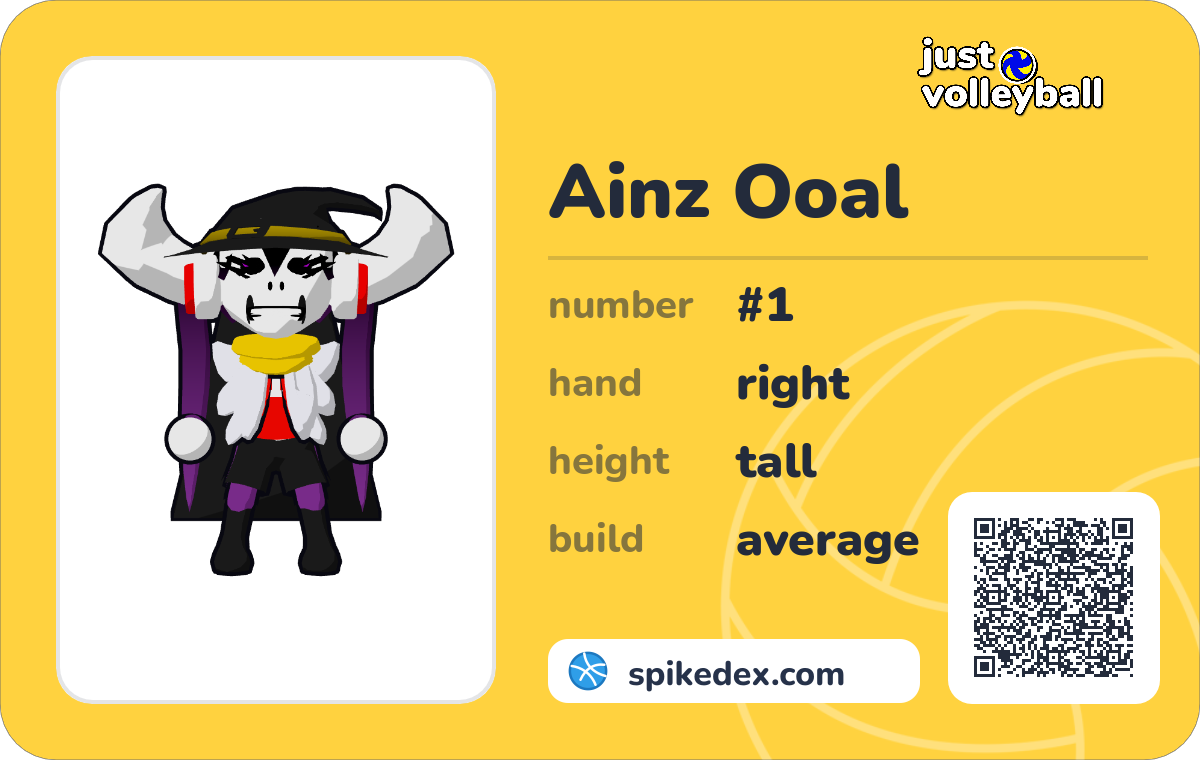 just
volleyball
Ainz Ooal
number #1
hand right
height tall
build average
spikedex.com